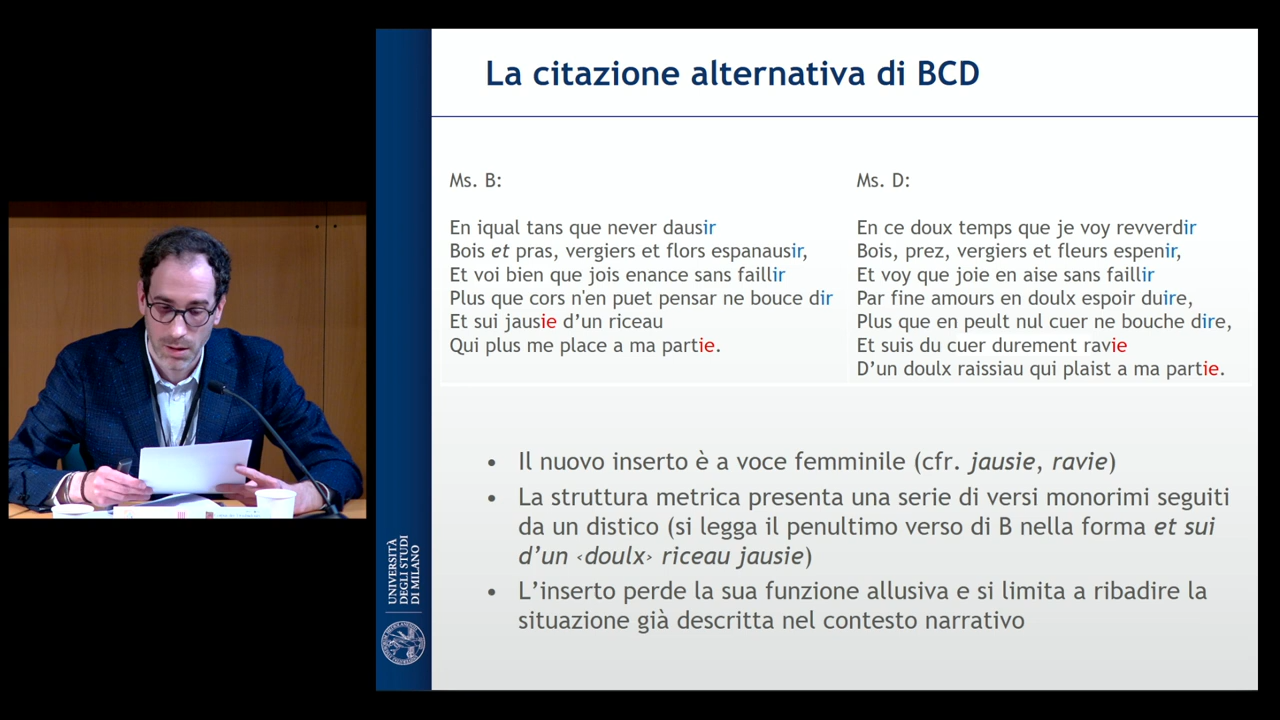 La citazione alternativa di BCD
Ms. B:
En iqual tans que never dausir
Bois et pras, vergiers et flors espanausir,
Et voi bien que jois enance sans faillir
Plus que cors n'en puet pensar ne bouce dir
Et sui jausie d’un riceau
Qui plus me place a ma partie.
Ms. D:
En ce doux temps que je voy revverdir
Bois, prez, vergiers et fleurs espenir,
Et voy que joie en aise sans faillir
Par fine amours en doulx espoir duire,
Plus que en peult nul cuer ne bouche dire,
Et suis du cuer durement ravie
D’un doulx raissiau qui plaist a ma partie.
• Il nuovo inserto è a voce femminile (cfr. jausie, ravie)
• La struttura metrica presenta una serie di versi monorimi seguiti
da un distico (si legga il penultimo verso di B nella forma et sui
d’un ‹doulx› riceau jausie)
• L’inserto perde la sua funzione allusiva e si limita a ribadire la
situazione già descritta nel contesto narrativo
UNIVERSITÀ
DEGLI STUDI
DI MILANO